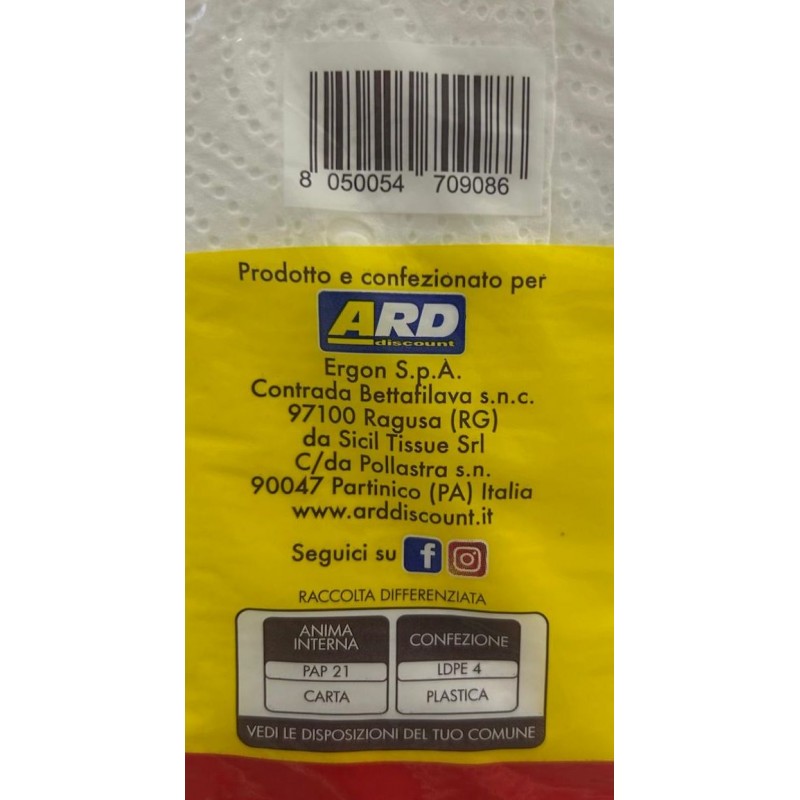 8 050054 709086
Prodotto e confezionato per
ARD
discount
Ergon S.p.A.
Contrada Bettafilava s.n.c.
97100 Ragusa (RG)
da Sicil Tissue Srl
C/da Pollastra s.n.
90047 Partinico (PA) Italia
www.arddiscount.it
Seguici su f
RACCOLTA DIFFERENZIATA
ANIMA INTERNA
PAP 21
CARTA
CONFEZIONE
LDPE 4
PLASTICA
VEDI LE DISPOSIZIONI DEL TUO COMUNE